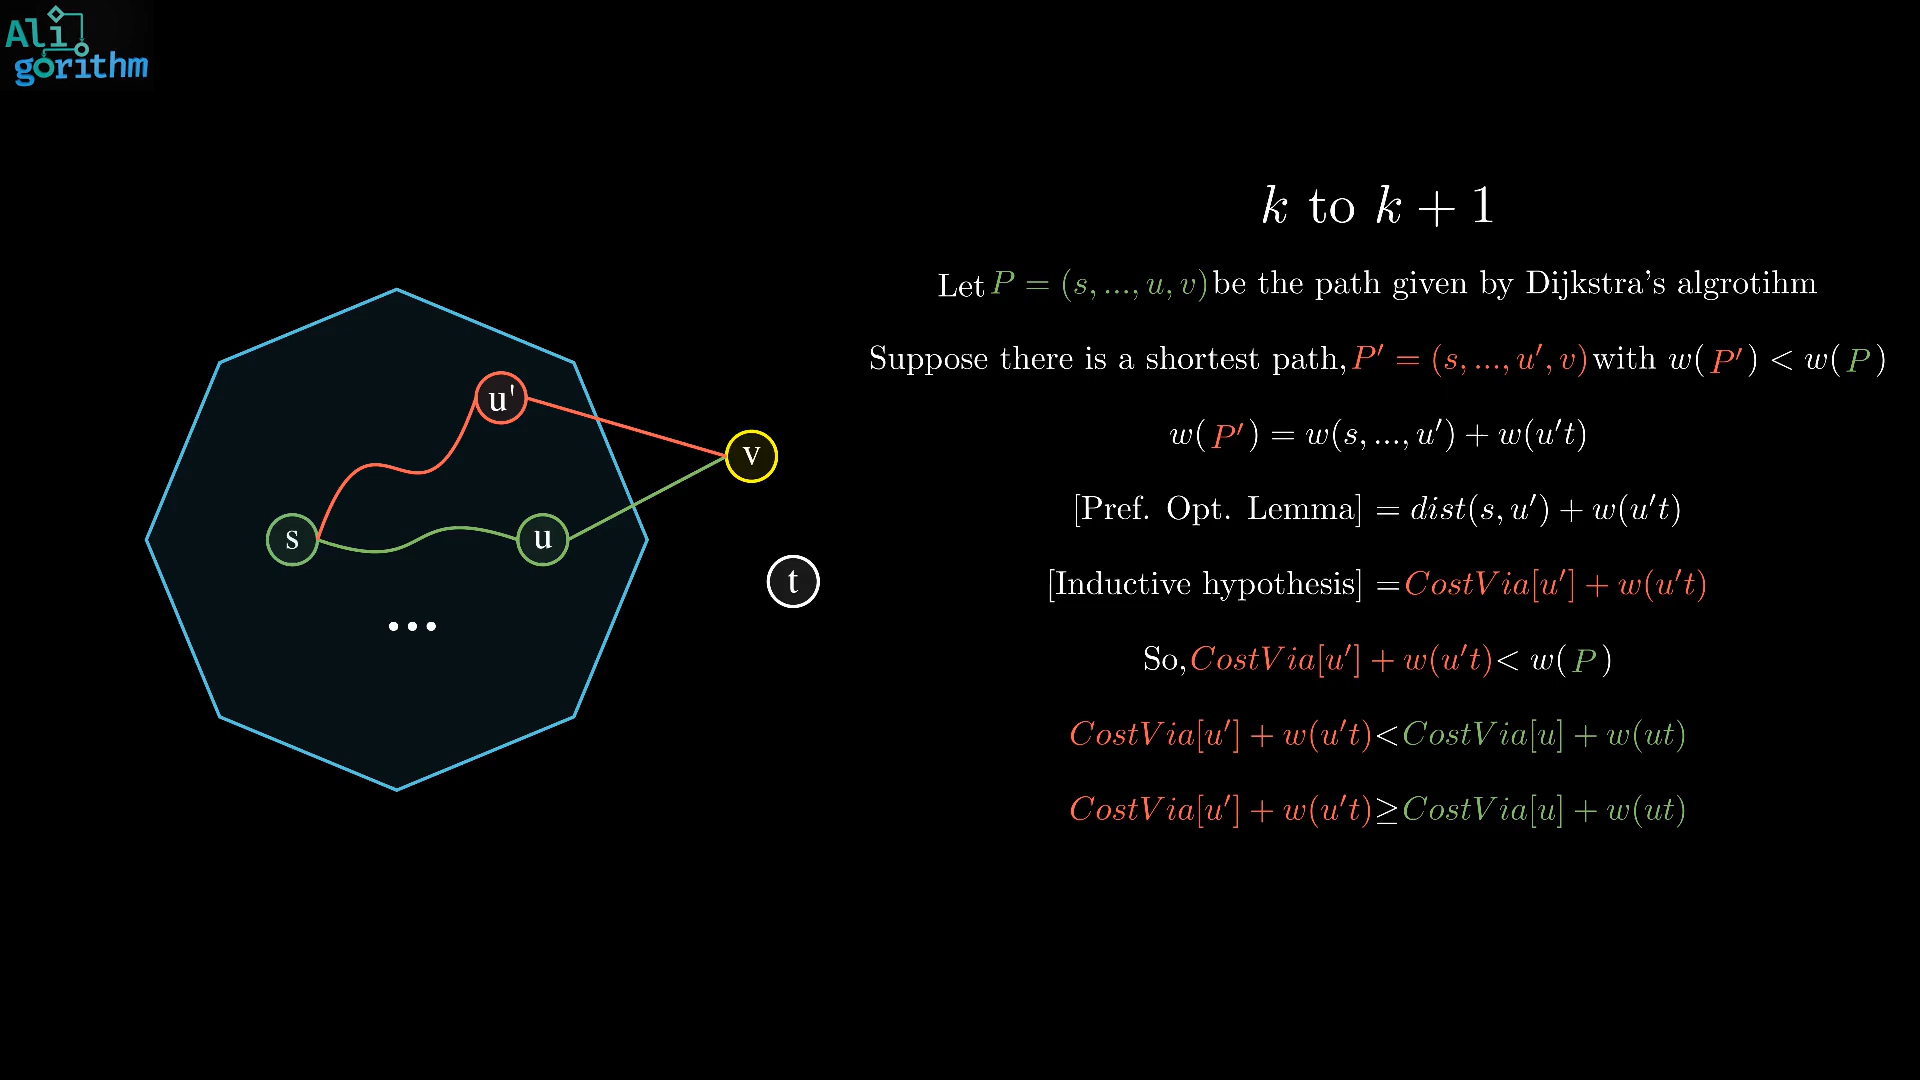 Ali
gorithm
k to k + 1
Let P = (s, ..., u, v) be the path given by Dijkstra's algrotihm
Suppose there is a shortest path, P' = (s, ..., u', v) with w(P') < w(P)
w(P') = w(s, ..., u') + w(u't)
[Pref. Opt. Lemma] = dist(s, u') + w(u't)
[Inductive hypothesis] = CostVia[u'] + w(u't)
So, CostVia[u'] + w(u't) < w(P)
CostVia[u'] + w(u't) < CostVia[u] + w(ut)
CostVia[u'] + w(u't) ≥ CostVia[u] + w(ut)
u'
v
s
u
t
...